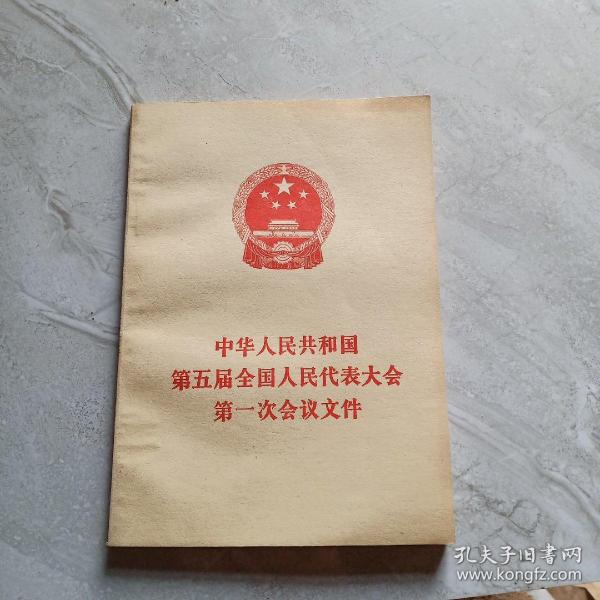 中华人民共和国
第五届全国人民代表大会
第一次会议文件
孔夫子旧书网
www.kongfz.com